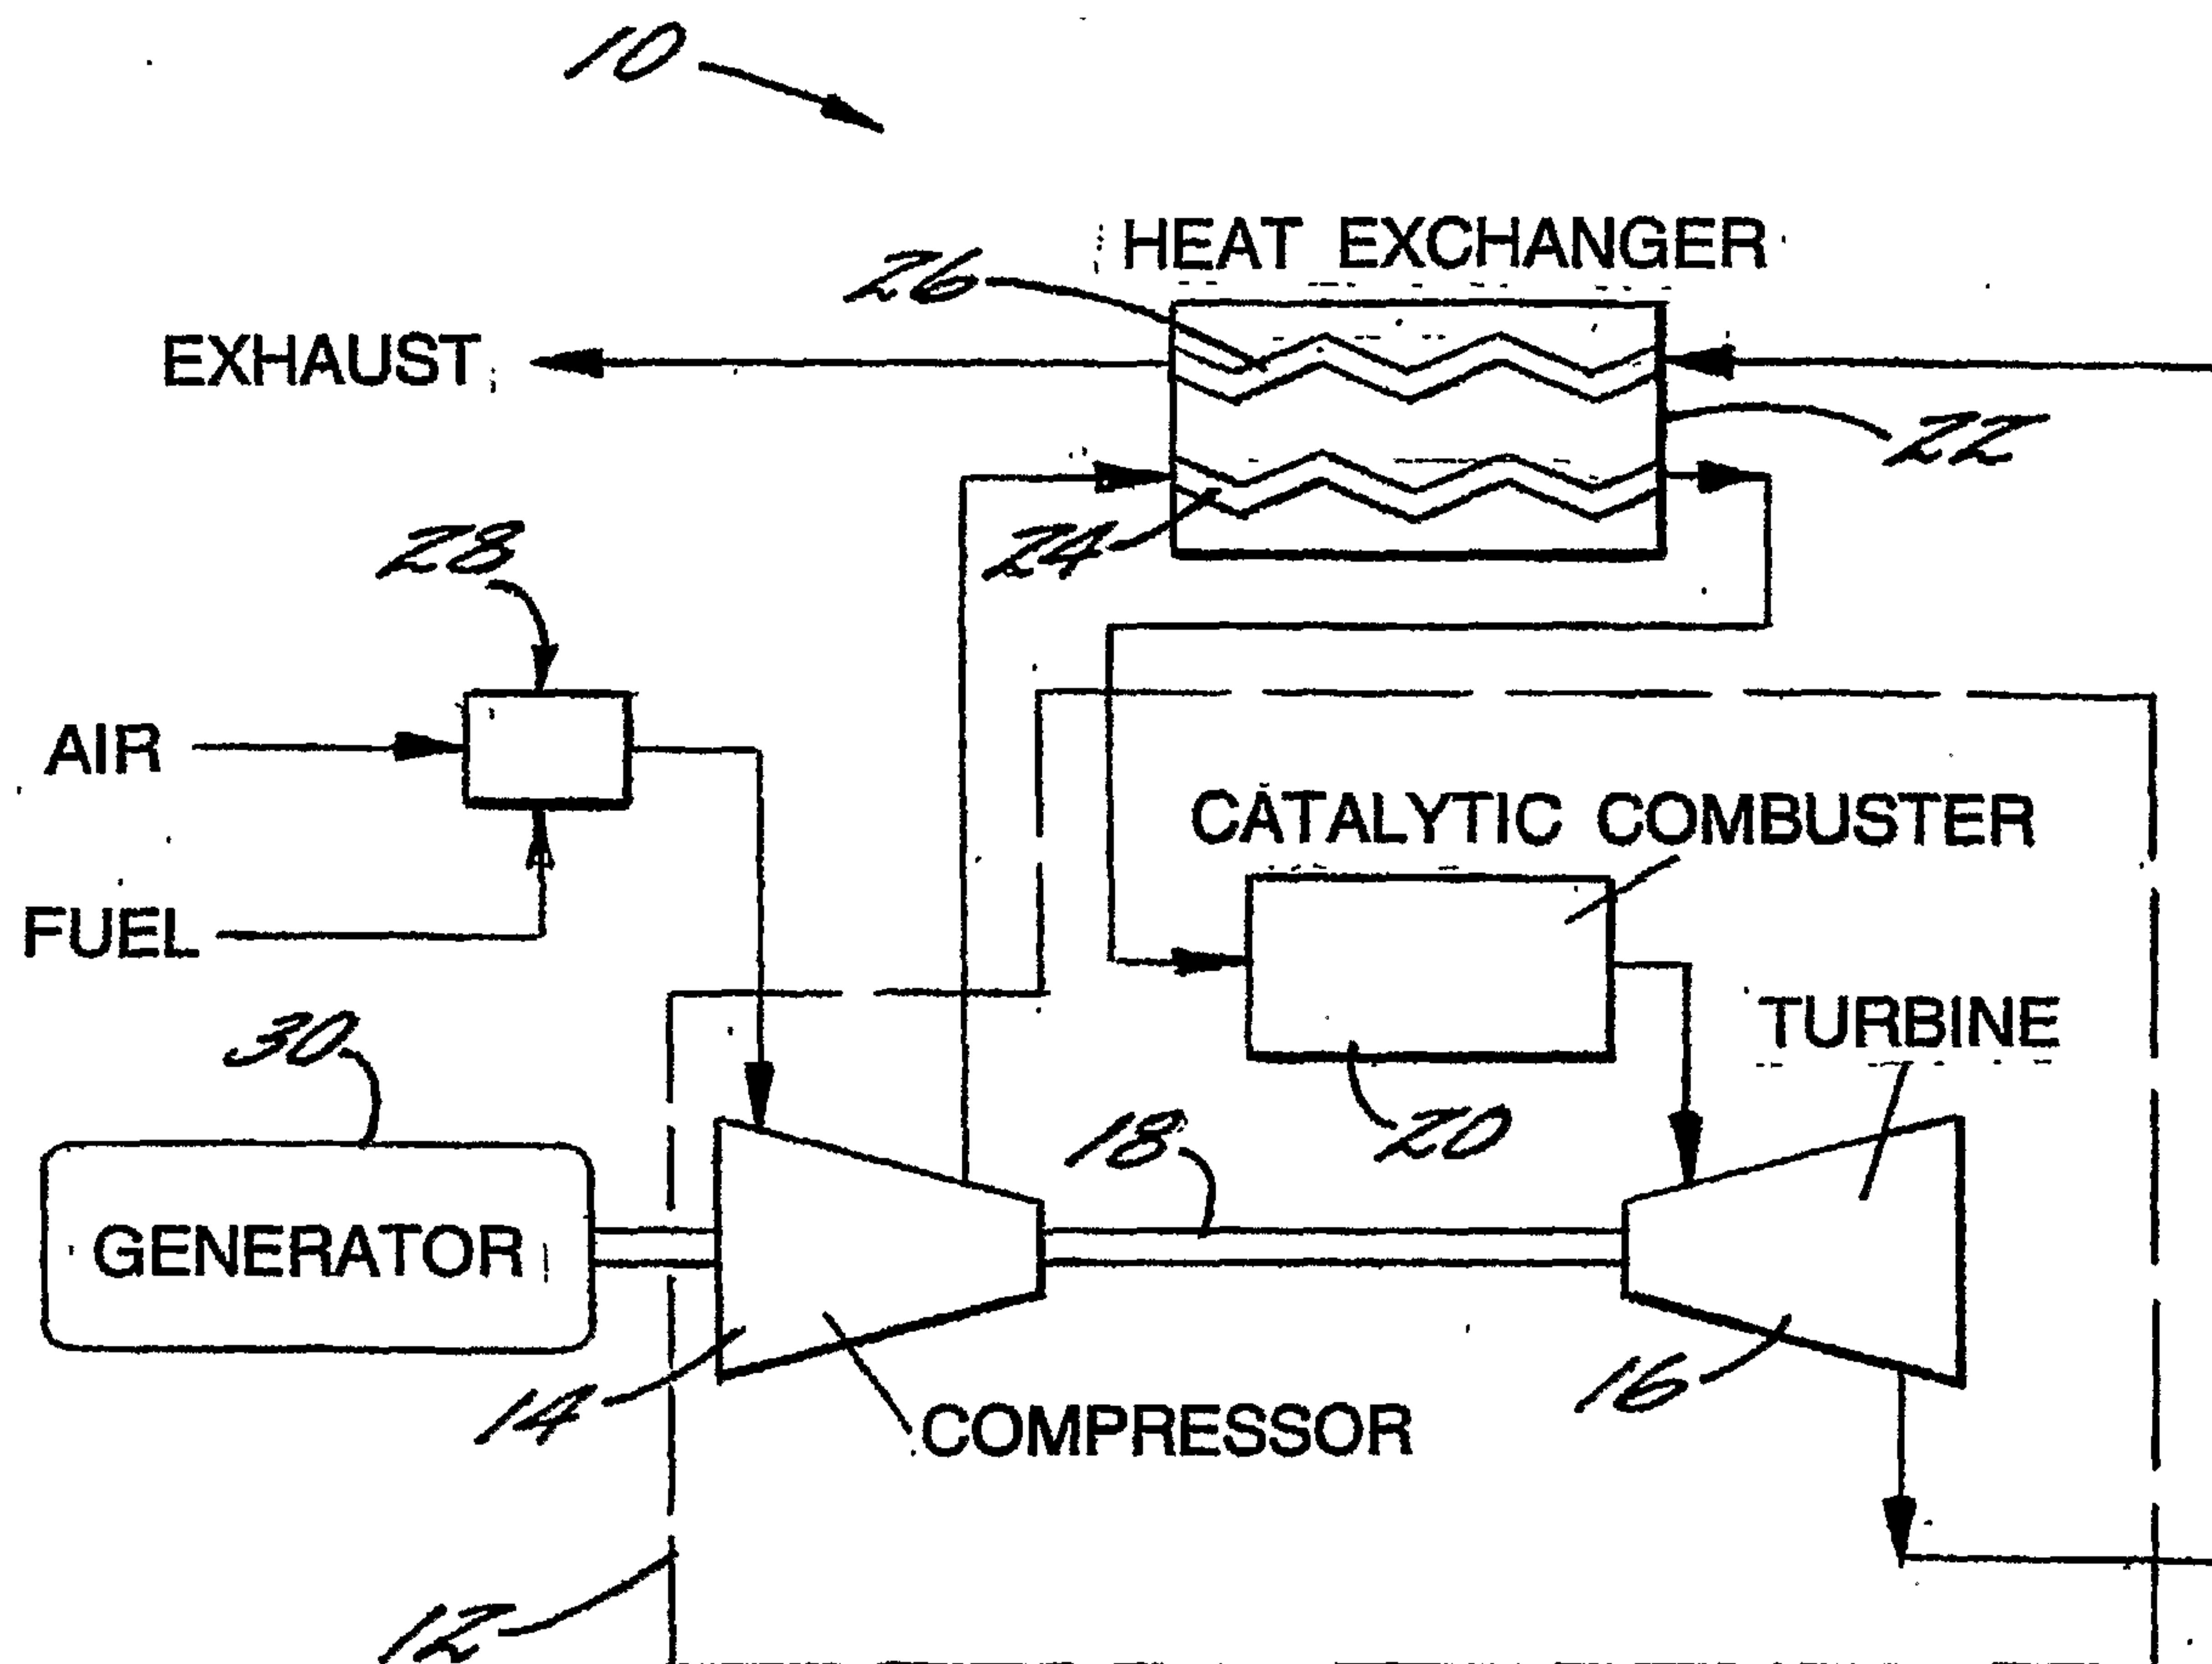 10
HEAT EXCHANGER
26
EXHAUST
22
24
28
AIR
CATALYTIC COMBUSTER
FUEL
TURBINE
30
18
20
GENERATOR
14
16
COMPRESSOR
12